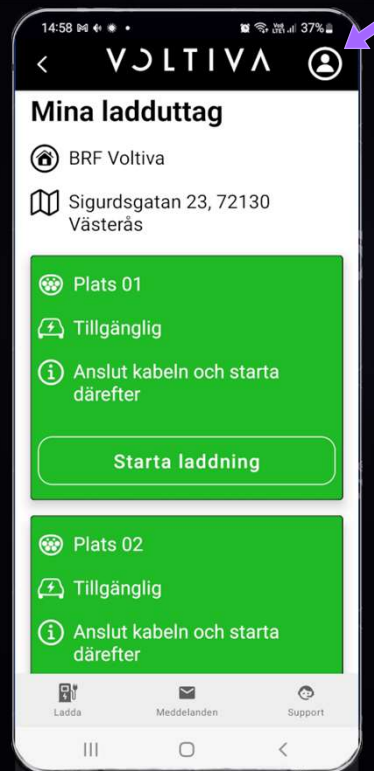 14:58
37%
VOLTIVA
Mina ladduttag
BRF Voltiva
Sigurdsgatan 23, 72130
Västerås
Plats 01
Tillgänglig
Anslut kabeln och starta
därefter
Starta laddning
Plats 02
Tillgänglig
Anslut kabeln och starta
därefter
Ladda
Meddelanden
Support